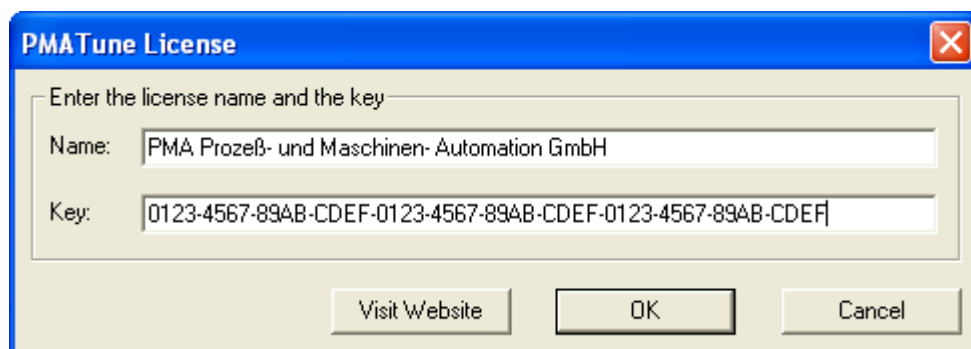 PMATune License
Enter the license name and the key
Name: PMA Prozeß- und Maschinen- Automation GmbH
Key: 0123-4567-89AB-CDEF-0123-4567-89AB-CDEF-0123-4567-89AB-CDEF
Visit Website OK Cancel